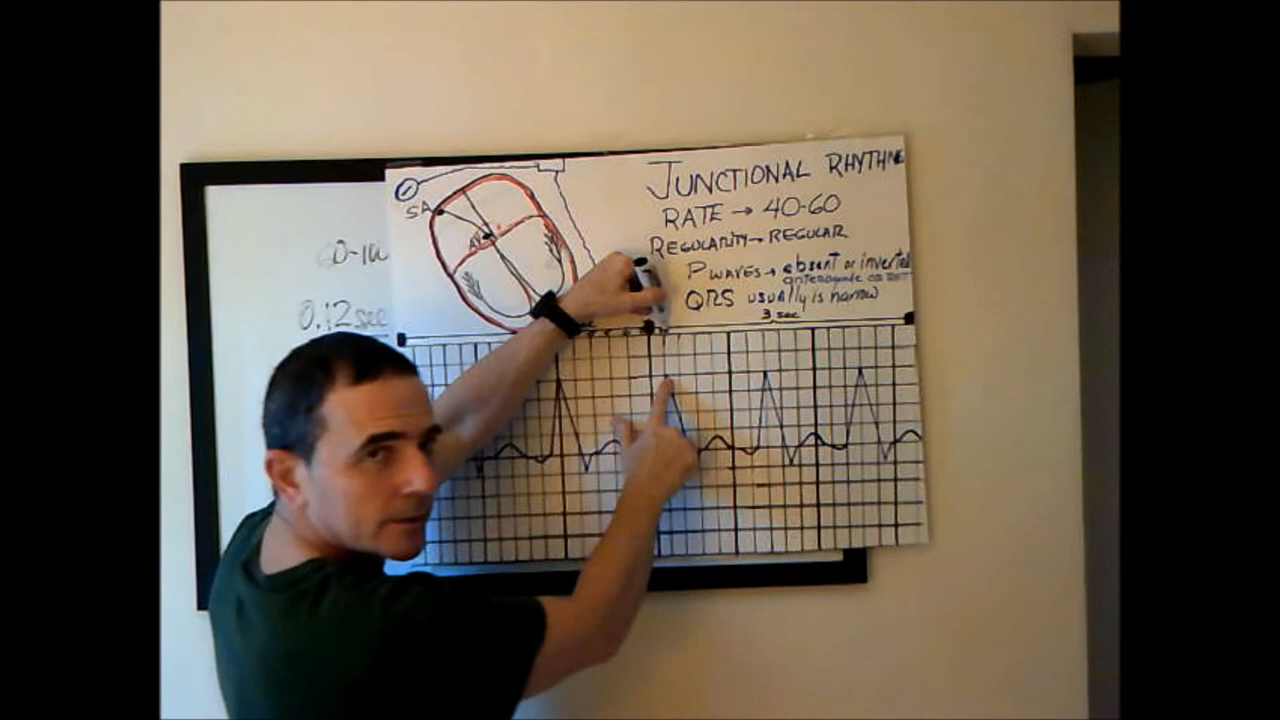 JUNCTIONAL RHYTHM
SA
RATE → 40-60
REGULARITY → REGULAR
P WAVES → absent or inverted
QRS usually is narrow
3 sec
0.12 sec